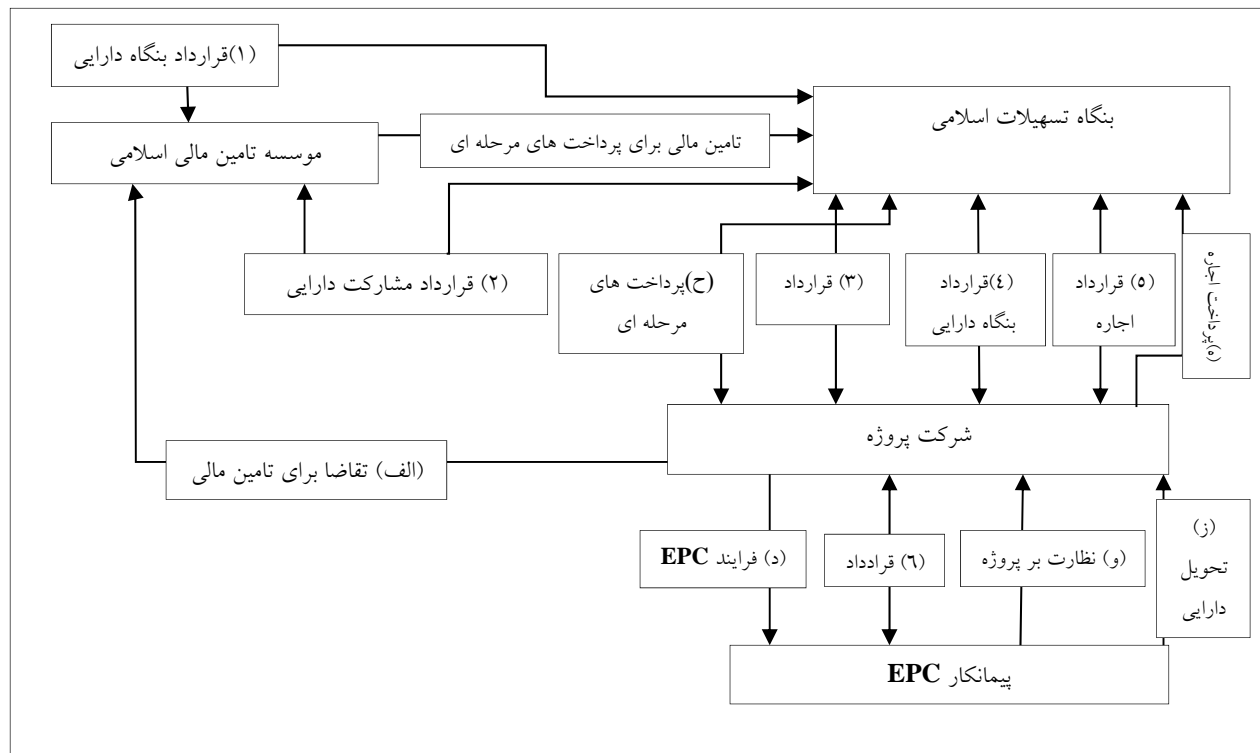 (۱)قرارداد بنگاه دارایی
بنگاه تسهیلات اسلامی
تامین مالی برای پرداخت های مرحله ای
موسسه تامین مالی اسلامی
(۲) قرارداد مشارکت دارایی
(ح)پرداخت های
مرحله ای
(۳) قرارداد
(٤)قرارداد
بنگاه دارایی
(٥) قرارداد
اجاره
(ه)پرداخت اجاره
شرکت پروژه
(الف) تقاضا برای تامین مالی
(د) فرایند EPC
(٦) قرادداد
(و) نظارت بر پروژه
(ز)
تحویل
دارایی
پیمانکار EPC